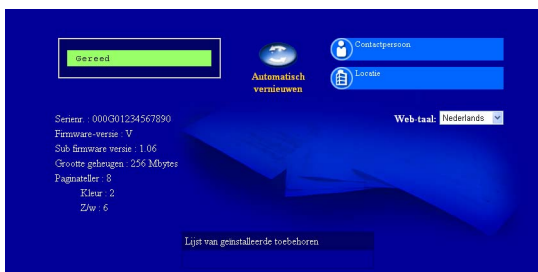 Gereed
Automatisch
vernieuwen
Contactpersoon
Locatie
Serienr. : 000G01234567890
Web-taal: Nederlands
Firmware-versie : V
Sub firmware versie : 1.06
Grootte geheugen : 256 Mbytes
Paginateller : 8
Kleur : 2
Z/w : 6
Lijst van geïnstalleerde toebehoren